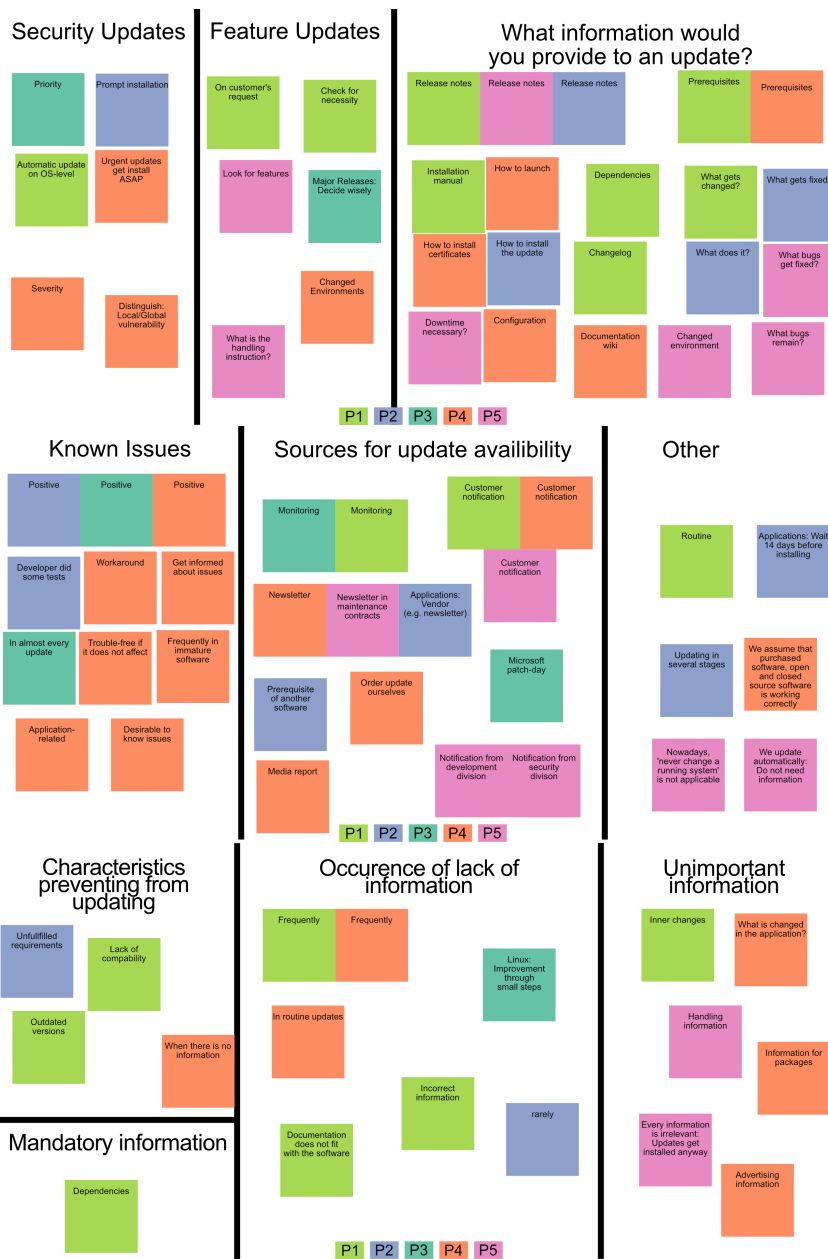 Security Updates
Priority
Prompt installation
Automatic update
on OS-level
Urgent updates
get install
ASAP
Severity
Distinguish:
Local/Global
vulnerability
Feature Updates
On customer's
request
Check for
necessity
Look for features
Major Releases:
Decide wisely
Changed
Environments
What is the
handling
instruction?
What information would
you provide to an update?
Release notes
Release notes
Release notes
Prerequisites
Prerequisites
Installation
manual
How to launch
Dependencies
What gets
changed?
What gets fixed
How to install
certificates
How to install
the update
Changelog
What does it?
What bugs
get fixed?
Downtime
necessary?
Configuration
Documentation
wiki
Changed
environment
What bugs
remain?
P1 P2 P3 P4 P5
Known Issues
Positive
Positive
Positive
Developer did
some tests
Workaround
Get informed
about issues
In almost every
update
Trouble-free if
it does not affect
Frequently in
immature
software
Application-
related
Desirable to
know issues
Sources for update availibility
Monitoring
Monitoring
Customer
notification
Customer
notification
Customer
notification
Newsletter
Newsletter in
maintenance
contracts
Applications:
Vendor
(e.g. newsletter)
Microsoft
patch-day
Prerequisite
of another
software
Order update
ourselves
Media report
Notification from
development
division
Notification from
security
divison
P1 P2 P3 P4 P5
Other
Routine
Applications: Wait
14 days before
installing
Updating in
several stages
We assume that
purchased
software, open
and closed
source software
is working
correctly
Nowadays,
'never change a
running system'
is not applicable
We update
automatically:
Do not need
information
Characteristics
preventing from
updating
Unfullfilled
requirements
Lack of
compability
Outdated
versions
When there is no
information
Mandatory information
Dependencies
Occurence of lack of
information
Frequently
Frequently
Linux:
Improvement
through
small steps
In routine updates
Incorrect
information
rarely
Documentation
does not fit
with the software
P1 P2 P3 P4 P5
Unimportant
information
Inner changes
What is changed
in the application?
Handling
information
Information for
packages
Every information
is irrelevant:
Updates get
installed anyway
Advertising
information